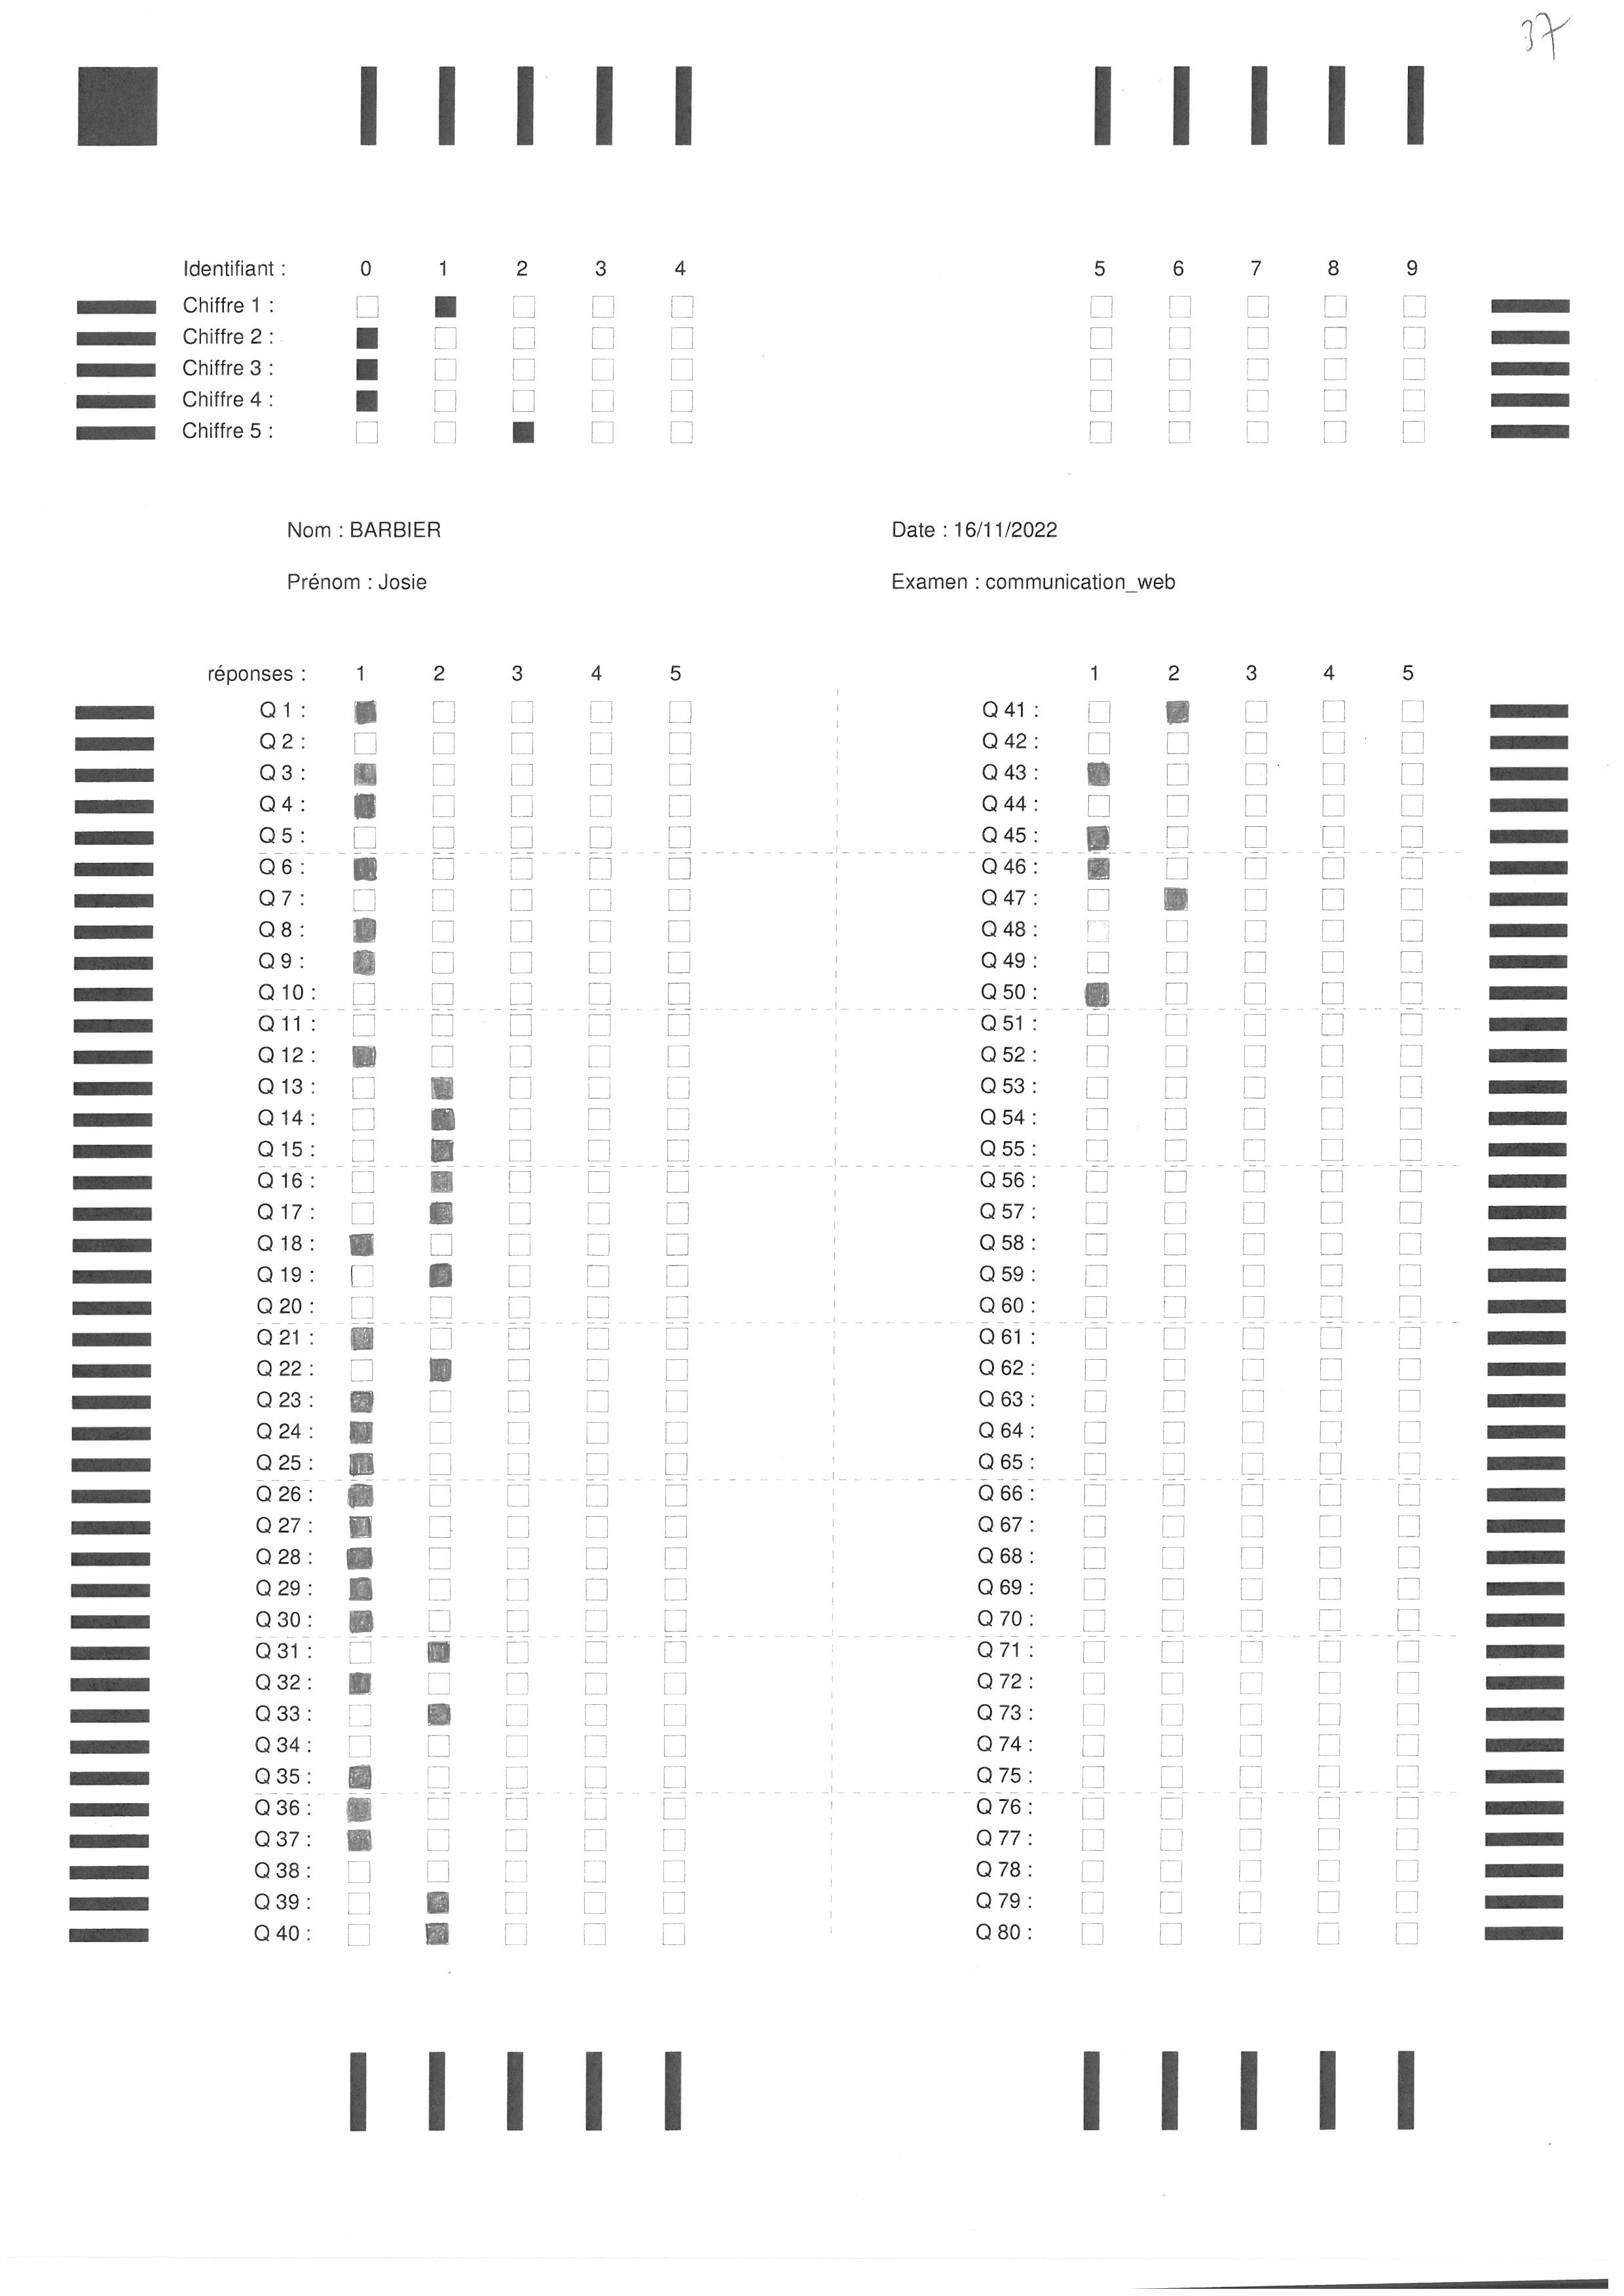 37
Identifiant : 0 1 2 3 4 5 6 7 8 9
Chiffre 1 :
Chiffre 2 :
Chiffre 3 :
Chiffre 4 :
Chiffre 5 :
Nom : BARBIER Date : 16/11/2022
Prénom : Josie Examen : communication_web
réponses : 1 2 3 4 5 1 2 3 4 5
Q 1 : Q 41 :
Q 2 : Q 42 :
Q 3 : Q 43 :
Q 4 : Q 44 :
Q 5 : Q 45 :
Q 6 : Q 46 :
Q 7 : Q 47 :
Q 8 : Q 48 :
Q 9 : Q 49 :
Q 10 : Q 50 :
Q 11 : Q 51 :
Q 12 : Q 52 :
Q 13 : Q 53 :
Q 14 : Q 54 :
Q 15 : Q 55 :
Q 16 : Q 56 :
Q 17 : Q 57 :
Q 18 : Q 58 :
Q 19 : Q 59 :
Q 20 : Q 60 :
Q 21 : Q 61 :
Q 22 : Q 62 :
Q 23 : Q 63 :
Q 24 : Q 64 :
Q 25 : Q 65 :
Q 26 : Q 66 :
Q 27 : Q 67 :
Q 28 : Q 68 :
Q 29 : Q 69 :
Q 30 : Q 70 :
Q 31 : Q 71 :
Q 32 : Q 72 :
Q 33 : Q 73 :
Q 34 : Q 74 :
Q 35 : Q 75 :
Q 36 : Q 76 :
Q 37 : Q 77 :
Q 38 : Q 78 :
Q 39 : Q 79 :
Q 40 : Q 80 :